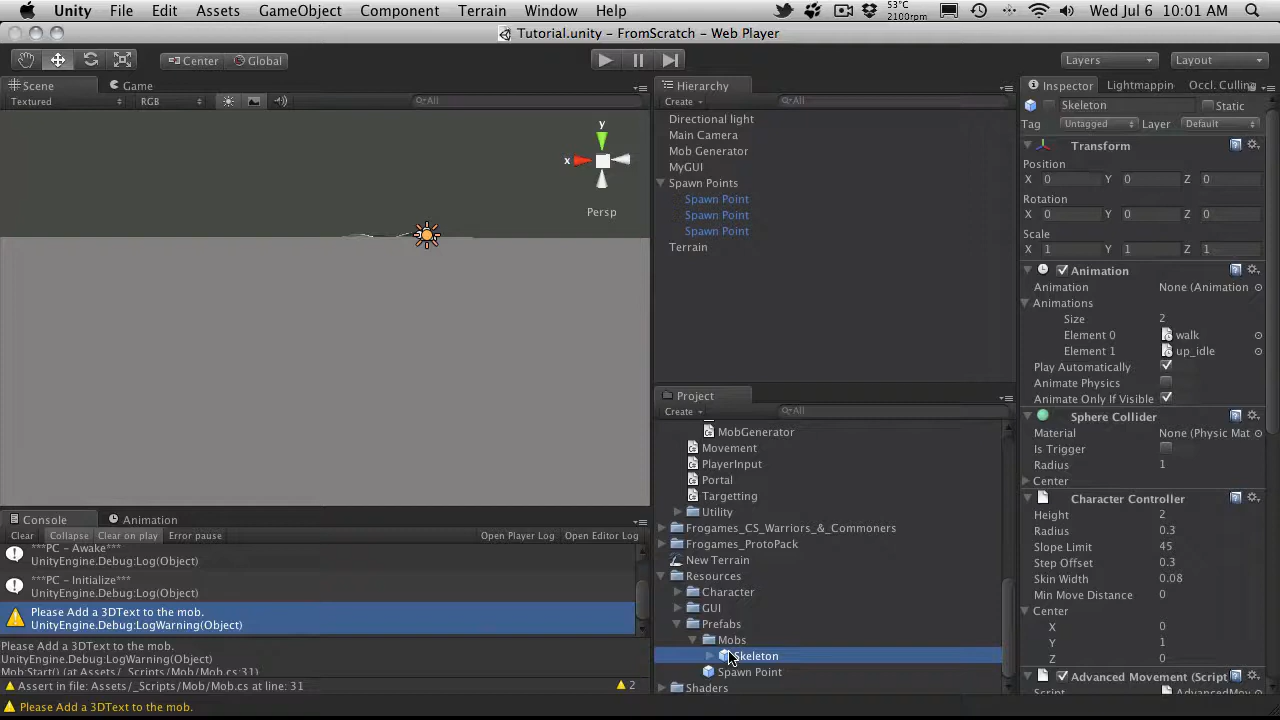 Unity File Edit Assets GameObject Component Terrain Window Help 53°C 2100rpm Wed Jul 6 10:01 AM
Tutorial.unity - FromScratch - Web Player
Center Global Layers Layout
Scene Game
Textured RGB All
y
x
Persp
Hierarchy
Create All
Directional light
Main Camera
Mob Generator
MyGUI
Spawn Points
Spawn Point
Spawn Point
Spawn Point
Terrain
Project
Create All
MobGenerator
Movement
PlayerInput
Portal
Targetting
Utility
Frogames_CS_Warriors_&_Commoners
Frogames_ProtoPack
New Terrain
Resources
Character
GUI
Prefabs
Mobs
Skeleton
Spawn Point
Shaders
Inspector Lightmappin Occl. Culling
Skeleton Static
Tag Untagged Layer Default
Transform
Position
X 0 Y 0 Z 0
Rotation
X 0 Y 0 Z 0
Scale
X 1 Y 1 Z 1
Animation
Animation None (Animation
Animations
Size 2
Element 0 walk
Element 1 up_idle
Play Automatically
Animate Physics
Animate Only If Visible
Sphere Collider
Material None (Physic Mat
Is Trigger
Radius 1
Center
Character Controller
Height 2
Radius 0.3
Slope Limit 45
Step Offset 0.3
Skin Width 0.08
Min Move Distance 0
Center
X 0
Y 1
Z 0
Advanced Movement (Script
Script AdvancedMov
Console Animation
Clear Collapse Clear on play Error pause Open Player Log Open Editor Log
***PC - Awake***
UnityEngine.Debug:Log(Object)
***PC - Initialize***
UnityEngine.Debug:Log(Object)
Please Add a 3DText to the mob.
UnityEngine.Debug:LogWarning(Object)
Please Add a 3DText to the mob.
UnityEngine.Debug:LogWarning(Object)
Mob:Start() (at Assets/_Scripts/Mob/Mob.cs:31)
Assert in file: Assets/_Scripts/Mob/Mob.cs at line: 31 2
Please Add a 3DText to the mob.